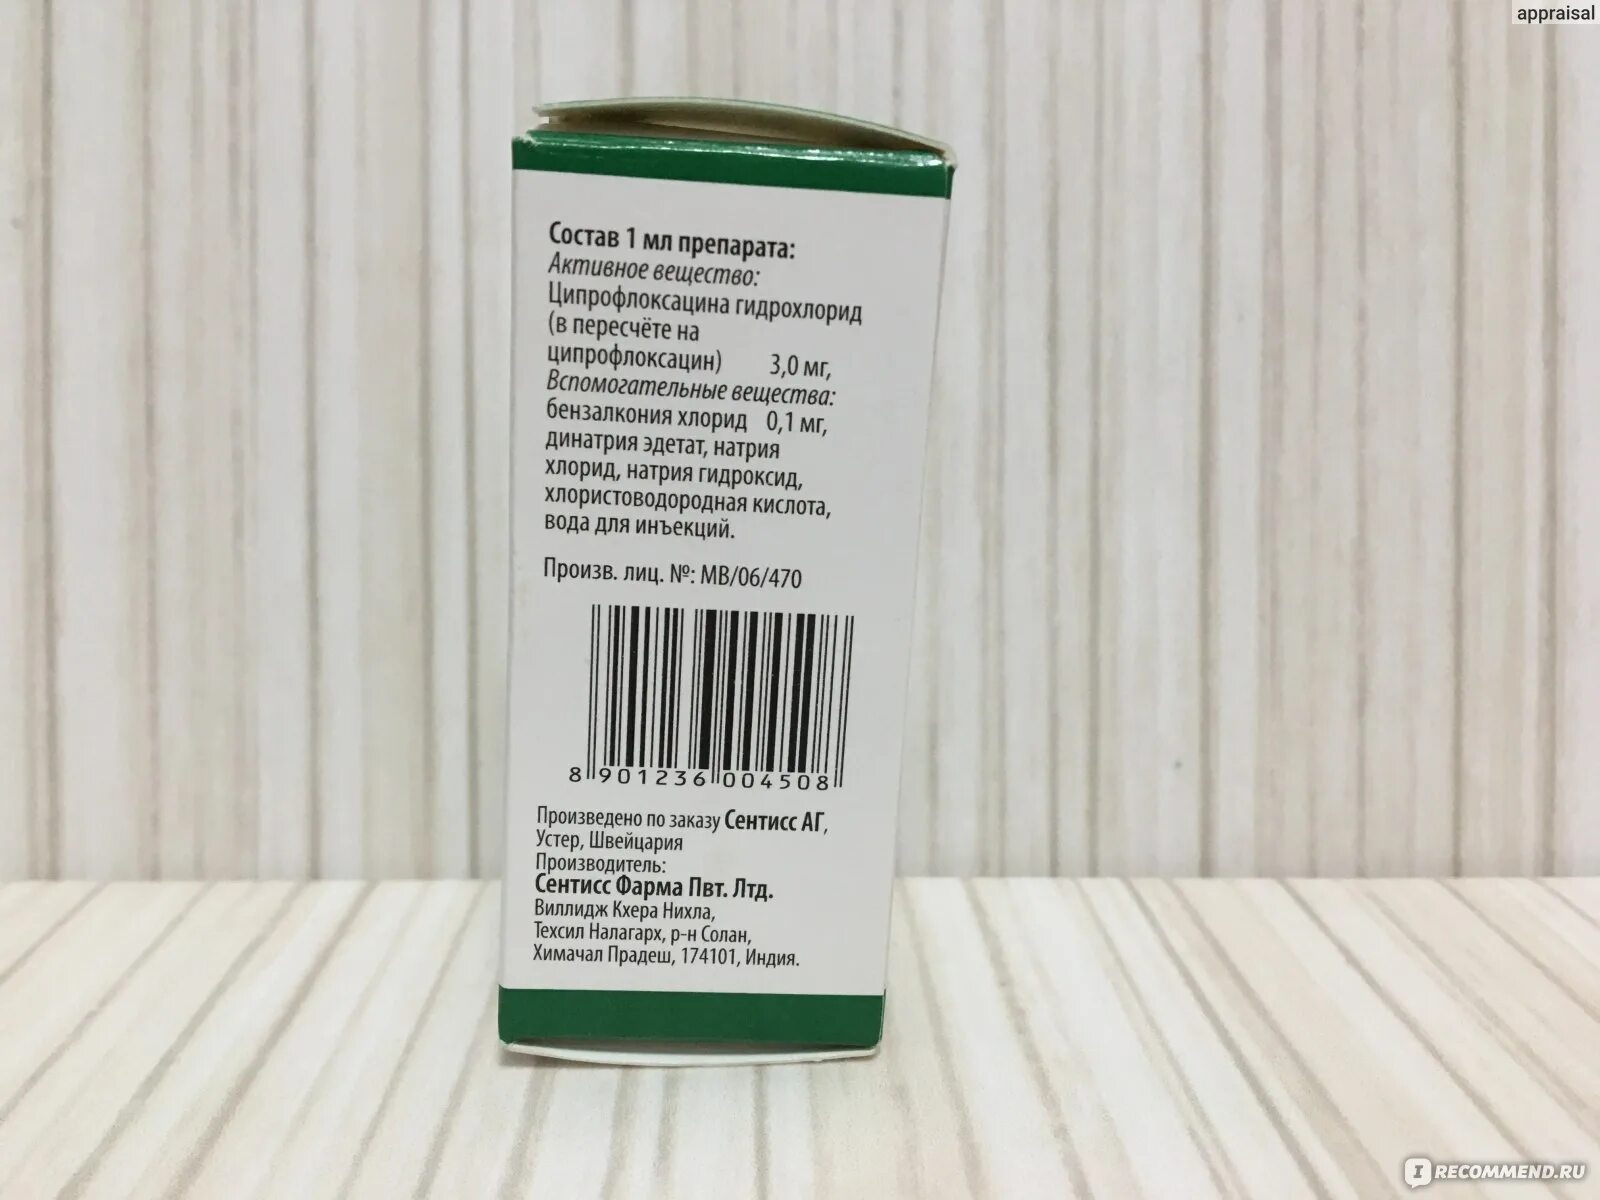 appraisal
Состав 1 мл препарата:
Активное вещество:
Ципрофлоксацина гидрохлорид
(в пересчёте на
ципрофлоксацин) 3,0 мг,
Вспомогательные вещества:
бензалкония хлорид 0,1 мг,
динатрия эдетат, натрия
хлорид, натрия гидроксид,
хлористоводородная кислота,
вода для инъекций.
Произв. лиц. №: МВ/06/470
8 901236 004508
Произведено по заказу Сентисс АГ,
Устер, Швейцария
Производитель:
Сентисс Фарма Пвт. Лтд.
Виллидж Кхера Нихла,
Техсил Налагарх, р-н Солан,
Химачал Прадеш, 174101, Индия.
IRECOMMEND.RU